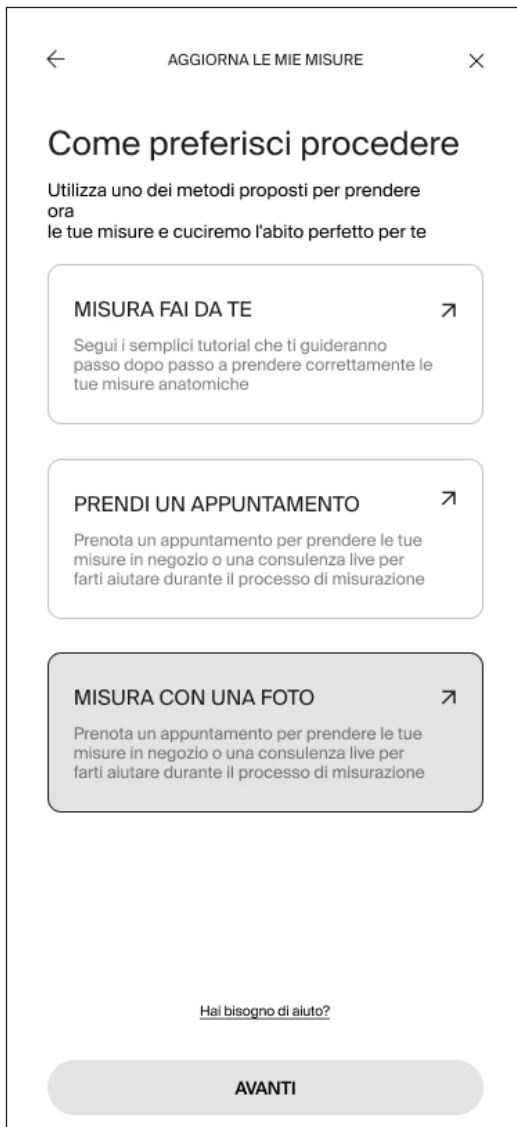 AGGIORNA LE MIE MISURE
Come preferisci procedere
Utilizza uno dei metodi proposti per prendere
ora
le tue misure e cuciremo l'abito perfetto per te
MISURA FAI DA TE
Segui i semplici tutorial che ti guideranno
passo dopo passo a prendere correttamente le
tue misure anatomiche
PRENDI UN APPUNTAMENTO
Prenota un appuntamento per prendere le tue
misure in negozio o una consulenza live per
farti aiutare durante il processo di misurazione
MISURA CON UNA FOTO
Prenota un appuntamento per prendere le tue
misure in negozio o una consulenza live per
farti aiutare durante il processo di misurazione
Hai bisogno di aiuto?
AVANTI